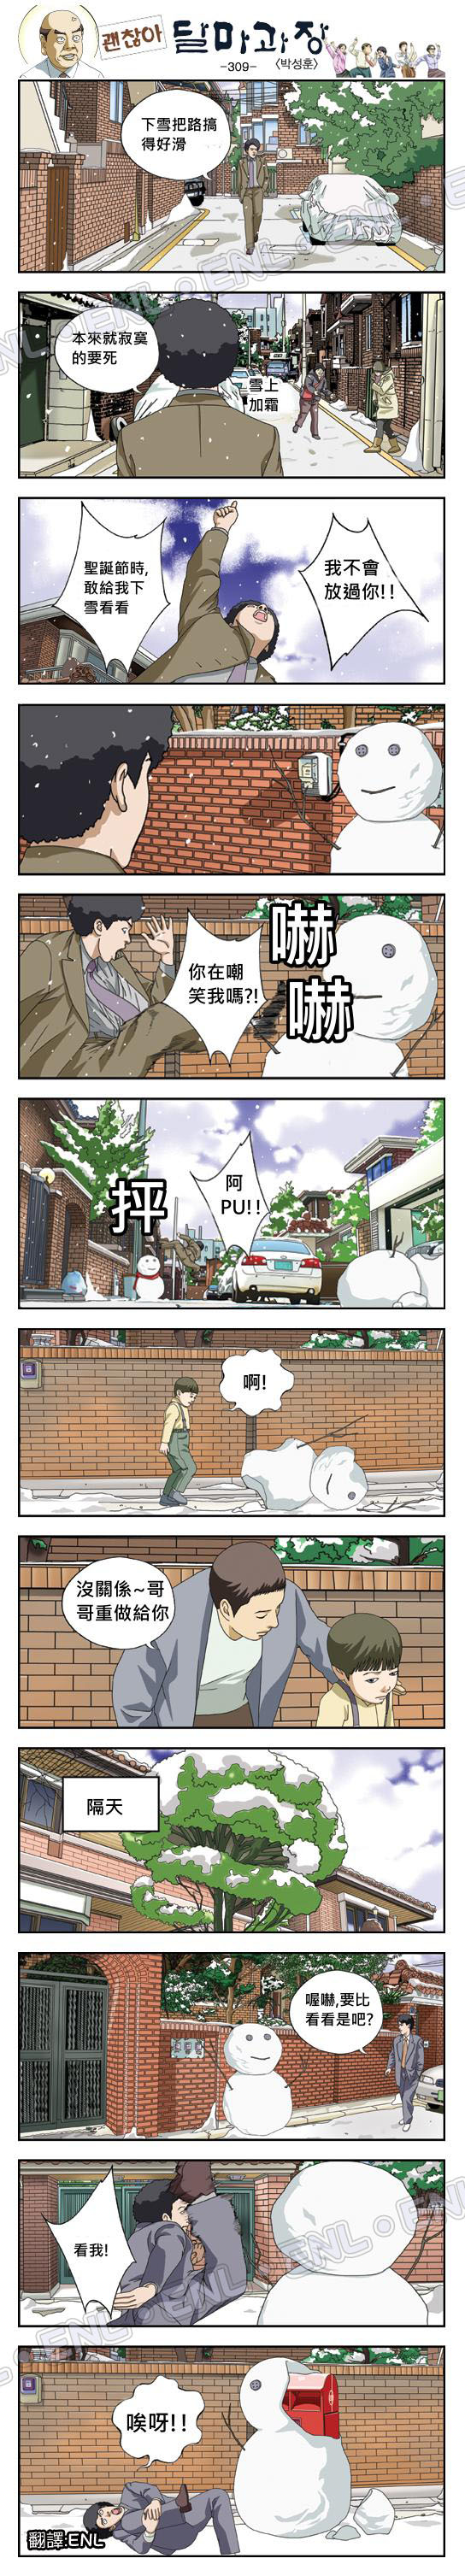 괜찮아
달마과장
-309-
<박성훈>
下雪把路搞
得好滑
本來就寂寞
的要死
雪上
加霜
聖誕節時,
敢給我下
雪看看
我不會
放過你!!
你在嘲
笑我嗎?!
嚇
嚇
抨
阿
PU!!
啊!
沒關係~哥
哥重做給你
隔天
喔嚇,要比
看看是吧?
看我!
唉呀!!
翻譯:ENL